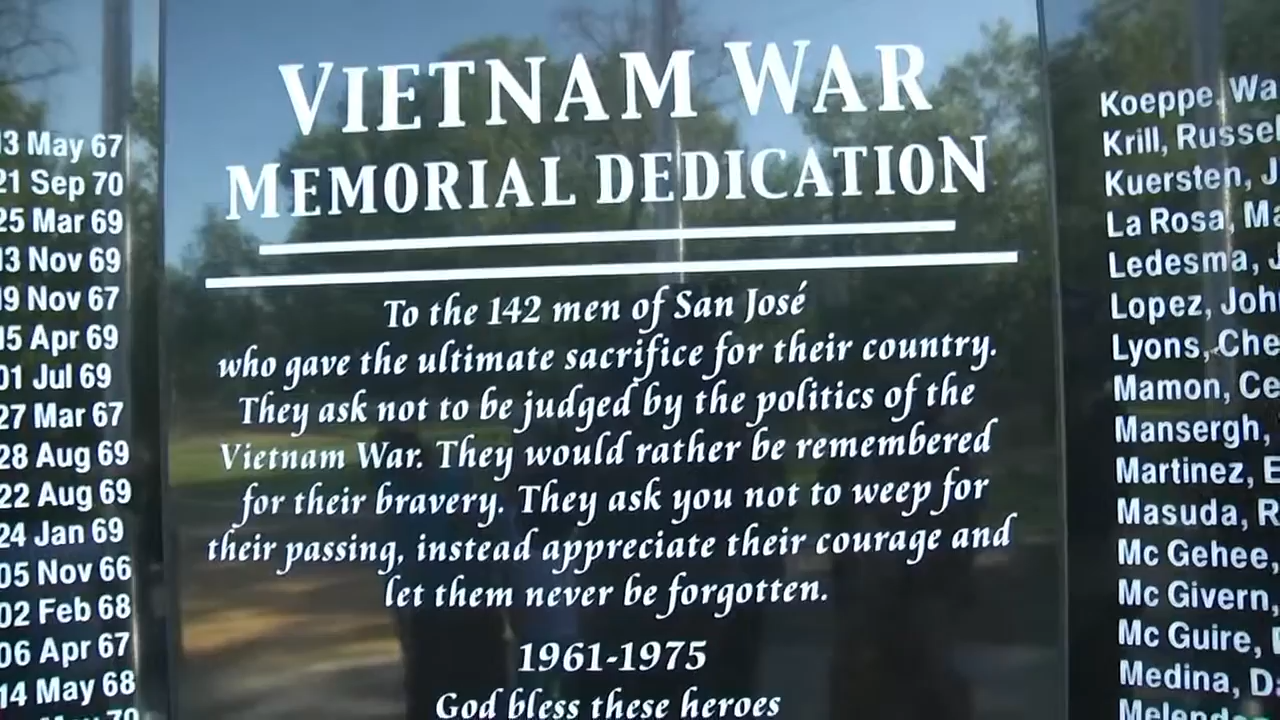 13 May 67
21 Sep 70
25 Mar 69
13 Nov 69
19 Nov 67
15 Apr 69
01 Jul 69
27 Mar 67
28 Aug 69
22 Aug 69
24 Jan 69
05 Nov 66
02 Feb 68
06 Apr 67
14 May 68
VIETNAM WAR
MEMORIAL DEDICATION
To the 142 men of San José
who gave the ultimate sacrifice for their country.
They ask not to be judged by the politics of the
Vietnam War. They would rather be remembered
for their bravery. They ask you not to weep for
their passing, instead appreciate their courage and
let them never be forgotten.
1961-1975
God bless these heroes
Koeppe, Wa
Krill, Russe
Kuersten, J
La Rosa, Ma
Ledesma, J
Lopez, Joh
Lyons, Che
Mamon, Ce
Mansergh,
Martinez, E
Masuda, R
Mc Gehee,
Mc Givern,
Mc Guire,
Medina, D